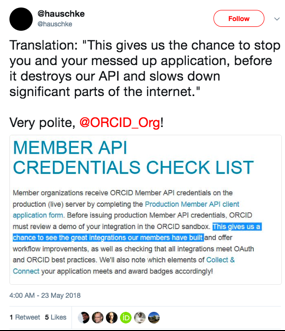 @hauschke
@hauschke
Follow
Translation: "This gives us the chance to stop
you and your messed up application, before
it destroys our API and slows down
significant parts of the internet."
Very polite, @ORCID_Org!
MEMBER API
CREDENTIALS CHECK LIST
Member organizations receive ORCID Member API credentials on the
production (live) server by completing the Production Member API client
application form. Before issuing production Member API credentials, ORCID
must review a demo of your integration in the ORCID sandbox. This gives us a
chance to see the great integrations our members have built and offer
workflow improvements, as well as checking that all integrations meet OAuth
and ORCID best practices. We'll also note which elements of Collect &
Connect your application meets and award badges accordingly!
4:00 AM - 23 May 2018
1 Retweet 5 Likes